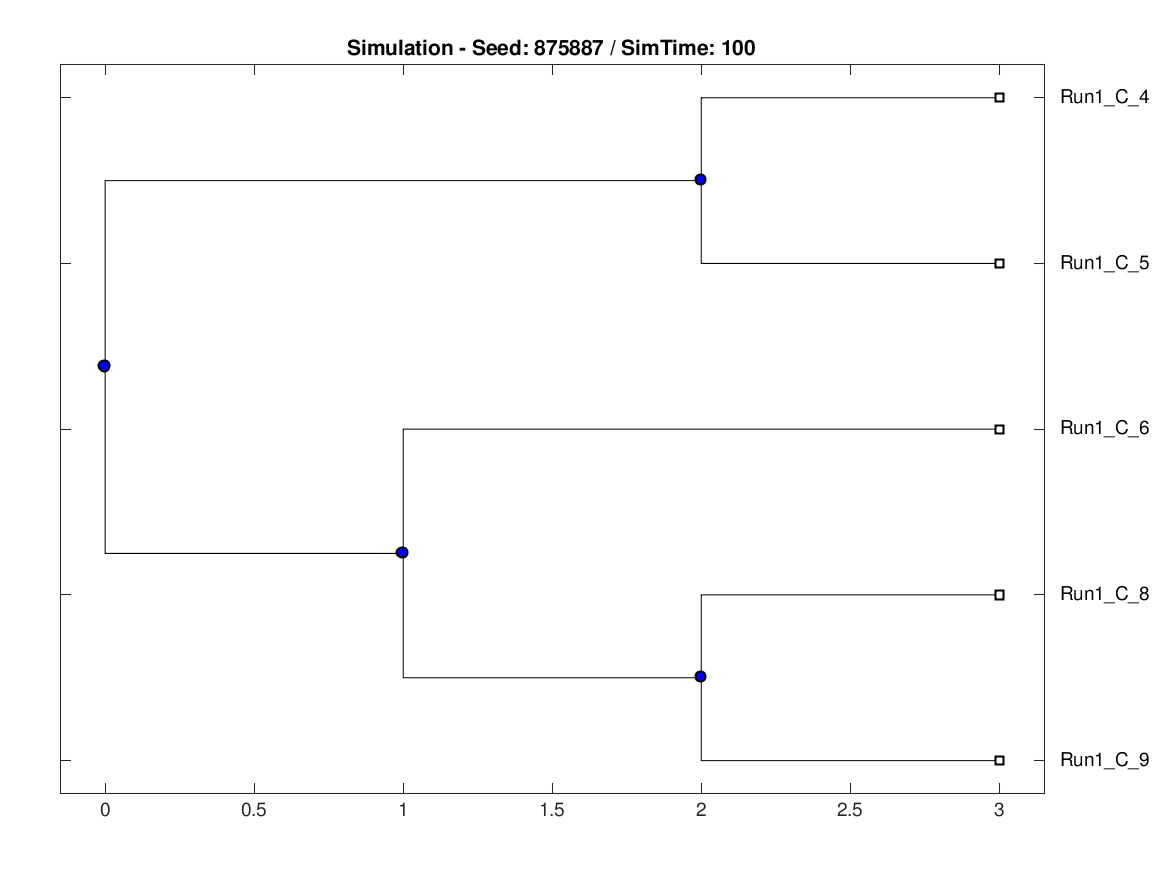 Simulation - Seed: 875887 / SimTime: 100
Run1_C_4
Run1_C_5
Run1_C_6
Run1_C_8
Run1_C_9
0 0.5 1 1.5 2 2.5 3